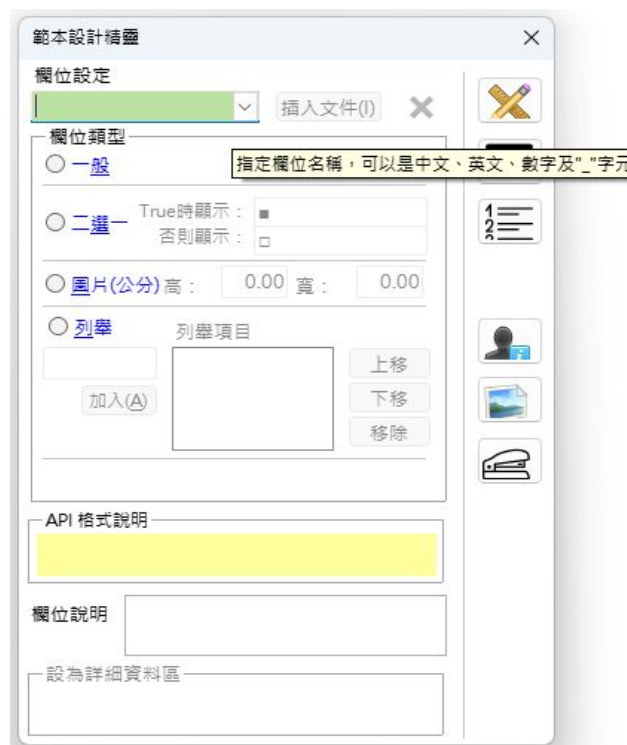 範本設計精靈
欄位設定
插入文件(I)
欄位類型
一般
指定欄位名稱，可以是中文、英文、數字及"_"字元
二選一 True時顯示： ■
否則顯示： □
圖片(公分) 高： 0.00 寬： 0.00
列舉 列舉項目
上移
加入(A) 下移
移除
API 格式說明
欄位說明
設為詳細資料區